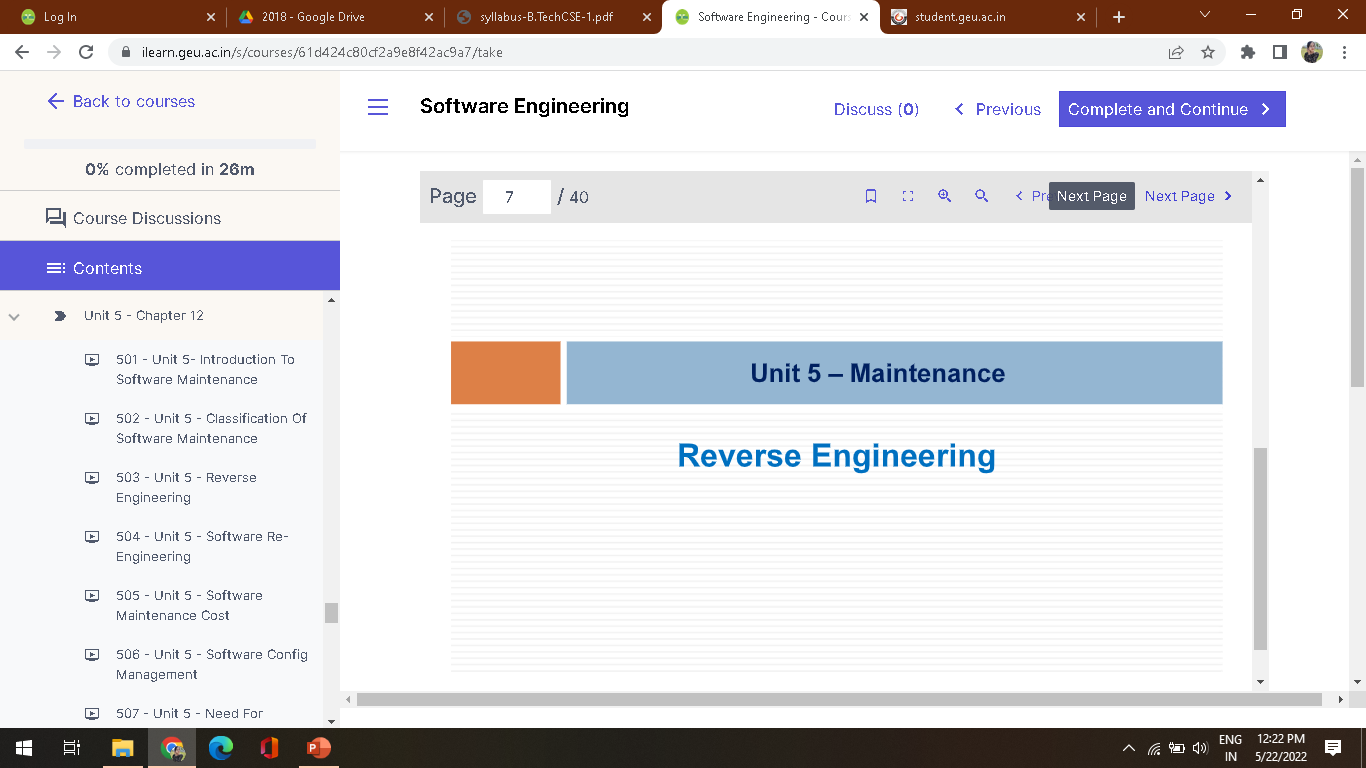 Log In
2018 - Google Drive
syllabus-B.TechCSE-1.pdf
Software Engineering - Cour
student.geu.ac.in
ilearn.geu.ac.in/s/courses/61d424c80cf2a9e8f42ac9a7/take
Back to courses
0% completed in 26m
Course Discussions
Contents
Unit 5 - Chapter 12
501 - Unit 5- Introduction To
Software Maintenance
502 - Unit 5 - Classification Of
Software Maintenance
503 - Unit 5 - Reverse
Engineering
504 - Unit 5 - Software Re-
Engineering
505 - Unit 5 - Software
Maintenance Cost
506 - Unit 5 - Software Config
Management
507 - Unit 5 - Need For
Software Engineering
Discuss (0)
Previous
Complete and Continue
Page 7 / 40
Pre
Next Page
Next Page
Unit 5 – Maintenance
Reverse Engineering
ENG
IN
12:22 PM
5/22/2022